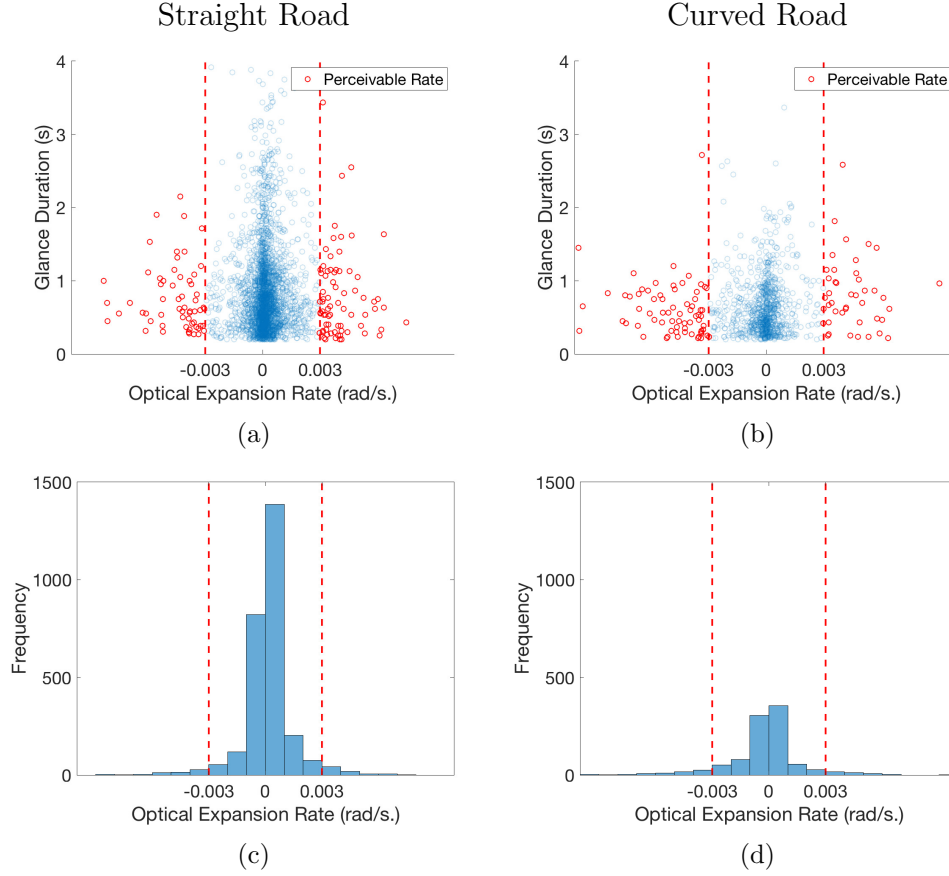 Straight Road
Curved Road
4
3
2
1
0
Glance Duration (s)
Perceivable Rate
-0.003 0 0.003
Optical Expansion Rate (rad/s.)
(a)
4
3
2
1
0
Glance Duration (s)
Perceivable Rate
-0.003 0 0.003
Optical Expansion Rate (rad/s.)
(b)
1500
1000
500
0
Frequency
-0.003 0 0.003
Optical Expansion Rate (rad/s.)
(c)
1500
1000
500
0
Frequency
-0.003 0 0.003
Optical Expansion Rate (rad/s.)
(d)